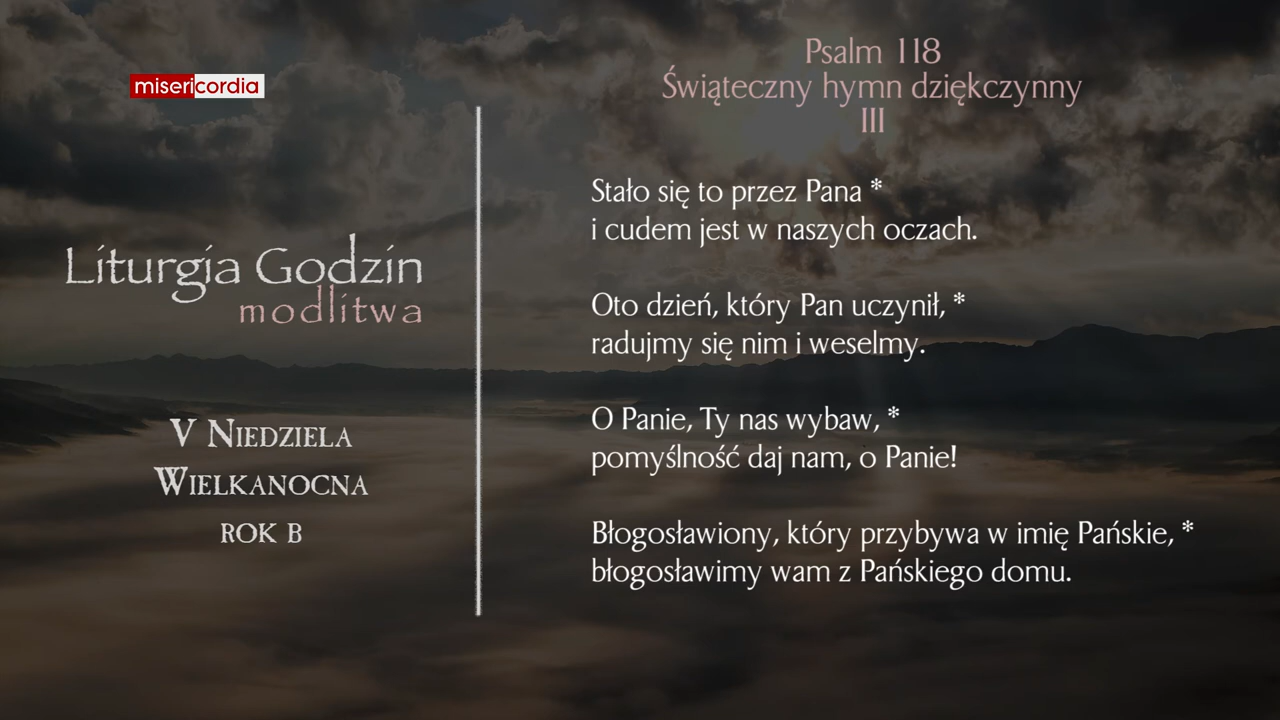 misericordia
Liturgia Godzin
modlitwa
V Niedziela
Wielkanocna
rok B
Psalm 118
Świąteczny hymn dziękczynny
III
Stało się to przez Pana *
i cudem jest w naszych oczach.
Oto dzień, który Pan uczynił, *
radujmy się nim i weselmy.
O Panie, Ty nas wybaw, *
pomyślność daj nam, o Panie!
Błogosławiony, który przybywa w imię Pańskie, *
błogosławimy wam z Pańskiego domu.